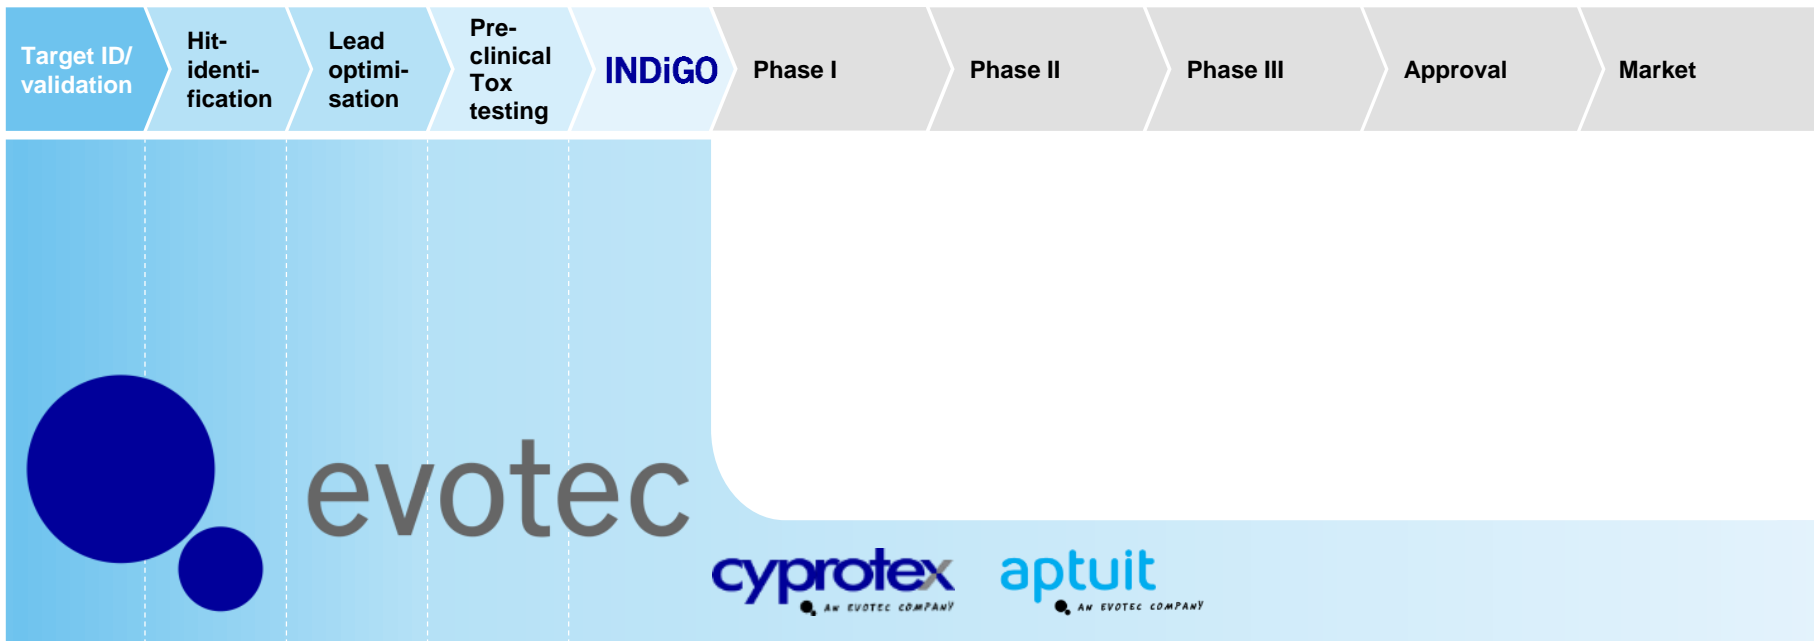 Target ID/
validation
Hit-
identi-
fication
Lead
optimi-
sation
Pre-
clinical
Tox
testing
INDiGO
Phase I
Phase II
Phase III
Approval
Market
evotec
cyprotex
AN EVOTEC COMPANY
aptuit
AN EVOTEC COMPANY